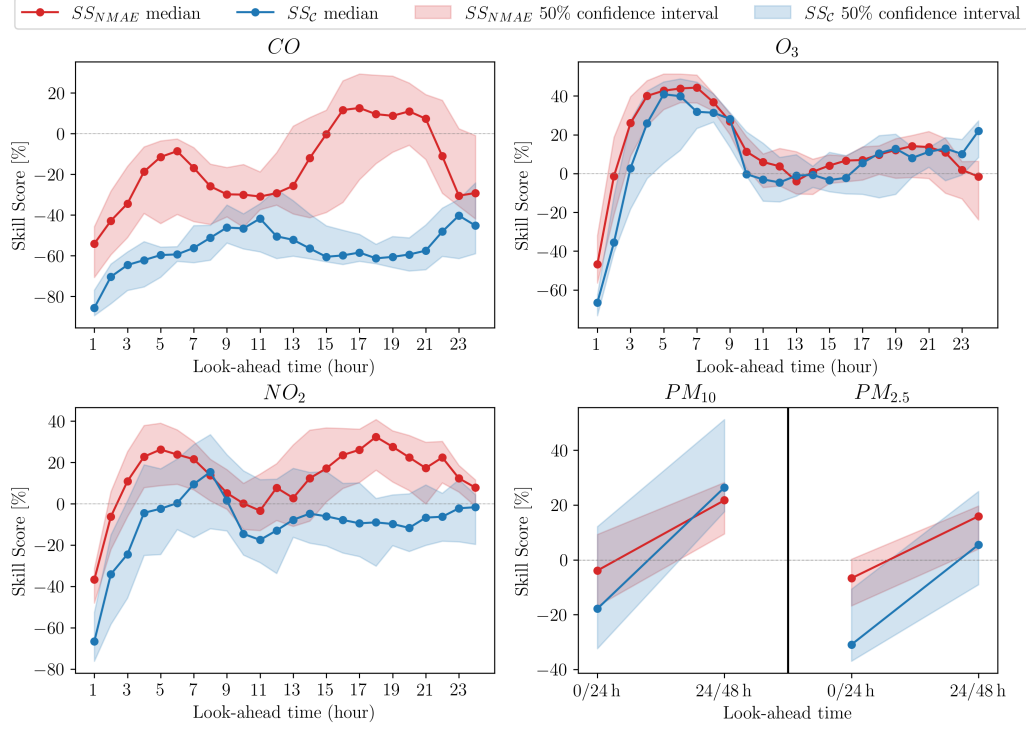 SS_NMAE median SS_C median SS_NMAE 50% confidence interval SS_C 50% confidence interval
CO
Skill Score [%]
20
0
−20
−40
−60
−80
1 3 5 7 9 11 13 15 17 19 21 23
Look-ahead time (hour)
O_3
Skill Score [%]
40
20
0
−20
−40
−60
1 3 5 7 9 11 13 15 17 19 21 23
Look-ahead time (hour)
NO_2
Skill Score [%]
40
20
0
−20
−40
−60
−80
1 3 5 7 9 11 13 15 17 19 21 23
Look-ahead time (hour)
PM_10 PM_2.5
Skill Score [%]
40
20
0
−20
−40
0/24 h 24/48 h 0/24 h 24/48 h
Look-ahead time